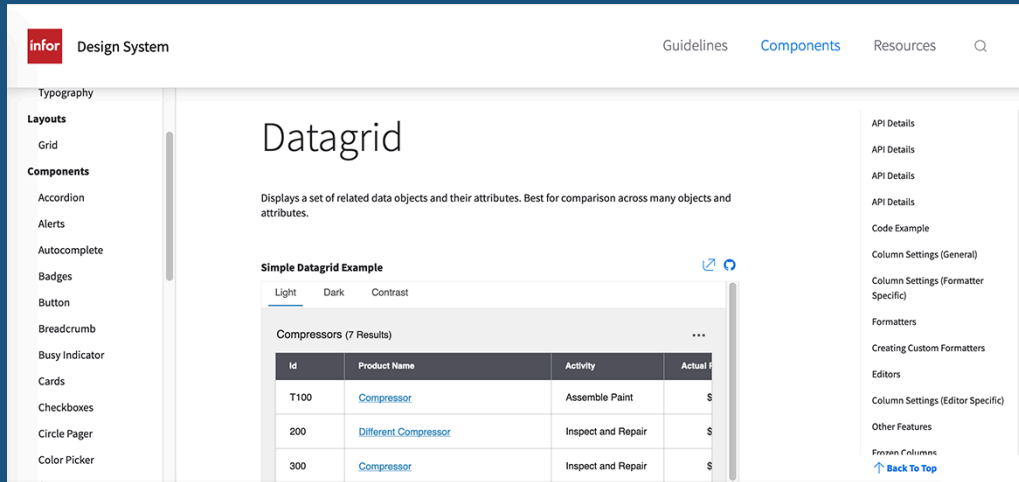 infor
Design System
Guidelines
Components
Resources
Typography
Layouts
Grid
Components
Accordion
Alerts
Autocomplete
Badges
Button
Breadcrumb
Busy Indicator
Cards
Checkboxes
Circle Pager
Color Picker
Datagrid
Displays a set of related data objects and their attributes. Best for comparison across many objects and
attributes.
Simple Datagrid Example
Light Dark Contrast
Compressors (7 Results)
Id Product Name Activity Actual
T100 Compressor Assemble Paint $
200 Different Compressor Inspect and Repair $
300 Compressor Inspect and Repair $
API Details
API Details
API Details
API Details
Code Example
Column Settings (General)
Column Settings (Formatter
Specific)
Formatters
Creating Custom Formatters
Editors
Column Settings (Editor Specific)
Other Features
Frozen Columns
Back To Top